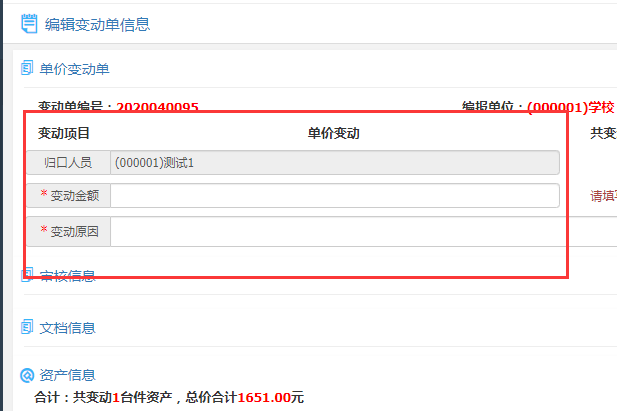 编辑变动单信息
单价变动单
变动单编号：2020040095 编报单位：(000001)学校
变动项目 单价变动 共变
归口人员 (000001)测试1
* 变动金额 请填
* 变动原因
审核信息
文档信息
资产信息
合计：共变动1台件资产，总价合计1651.00元